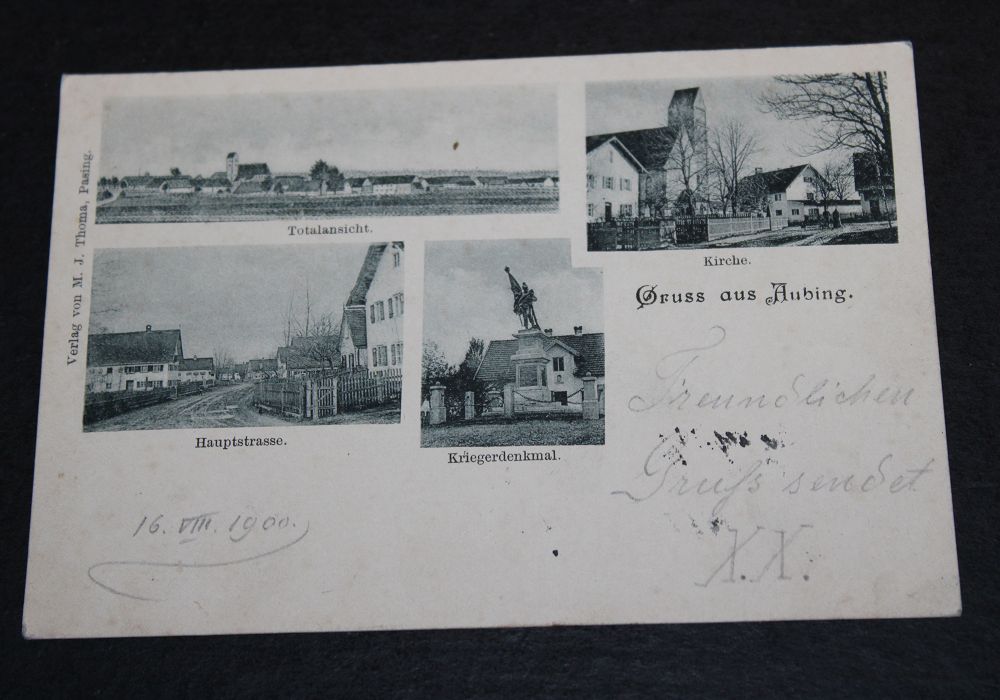 Verlag von M. J. Thoma, Pasing.
Totalansicht.
Kirche.
Gruss aus Aubing.
Hauptstrasse.
Kriegerdenkmal.
Freundlichen
Gruß sendet
X.X.
16. VIII. 1900.